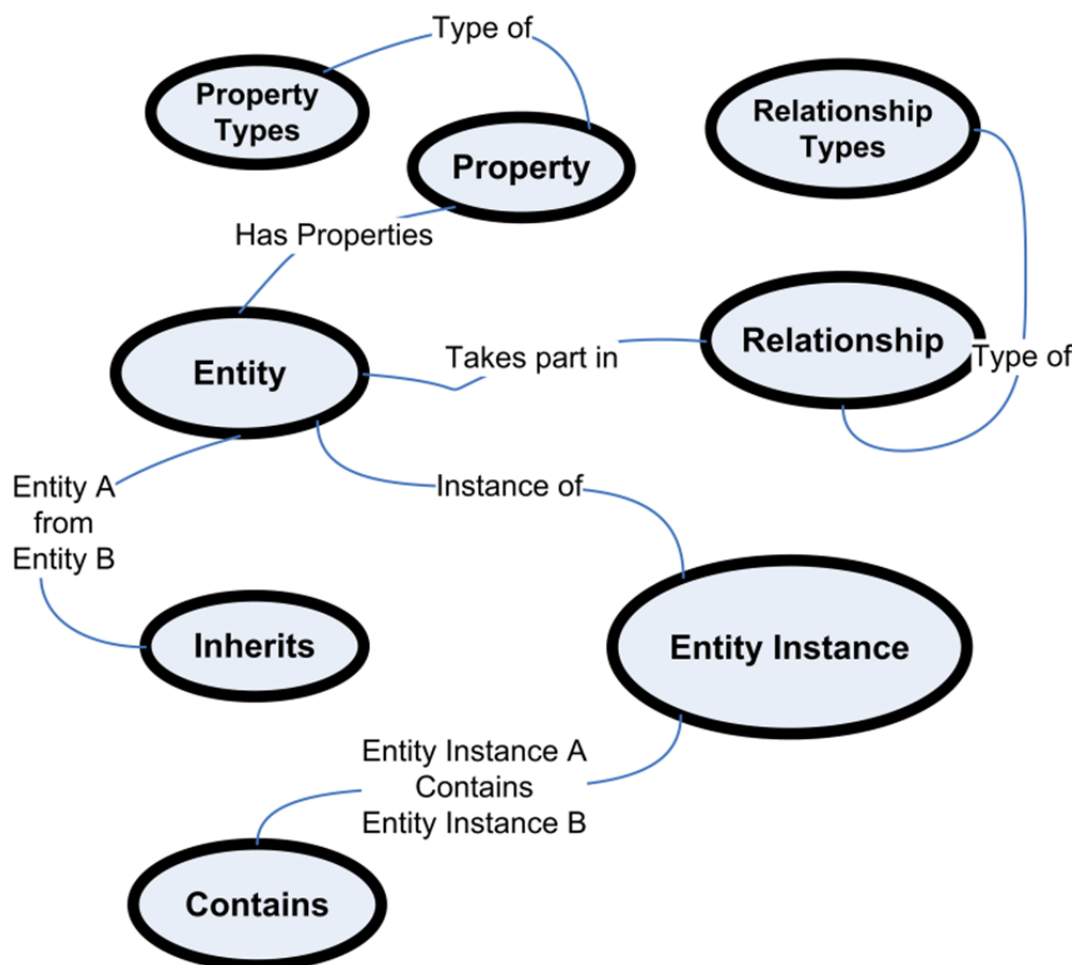 Type of
Property
Types
Property
Relationship
Types
Has Properties
Entity
Takes part in
Relationship
Type of
Entity A
from
Entity B
Instance of
Inherits
Entity Instance
Entity Instance A
Contains
Entity Instance B
Contains